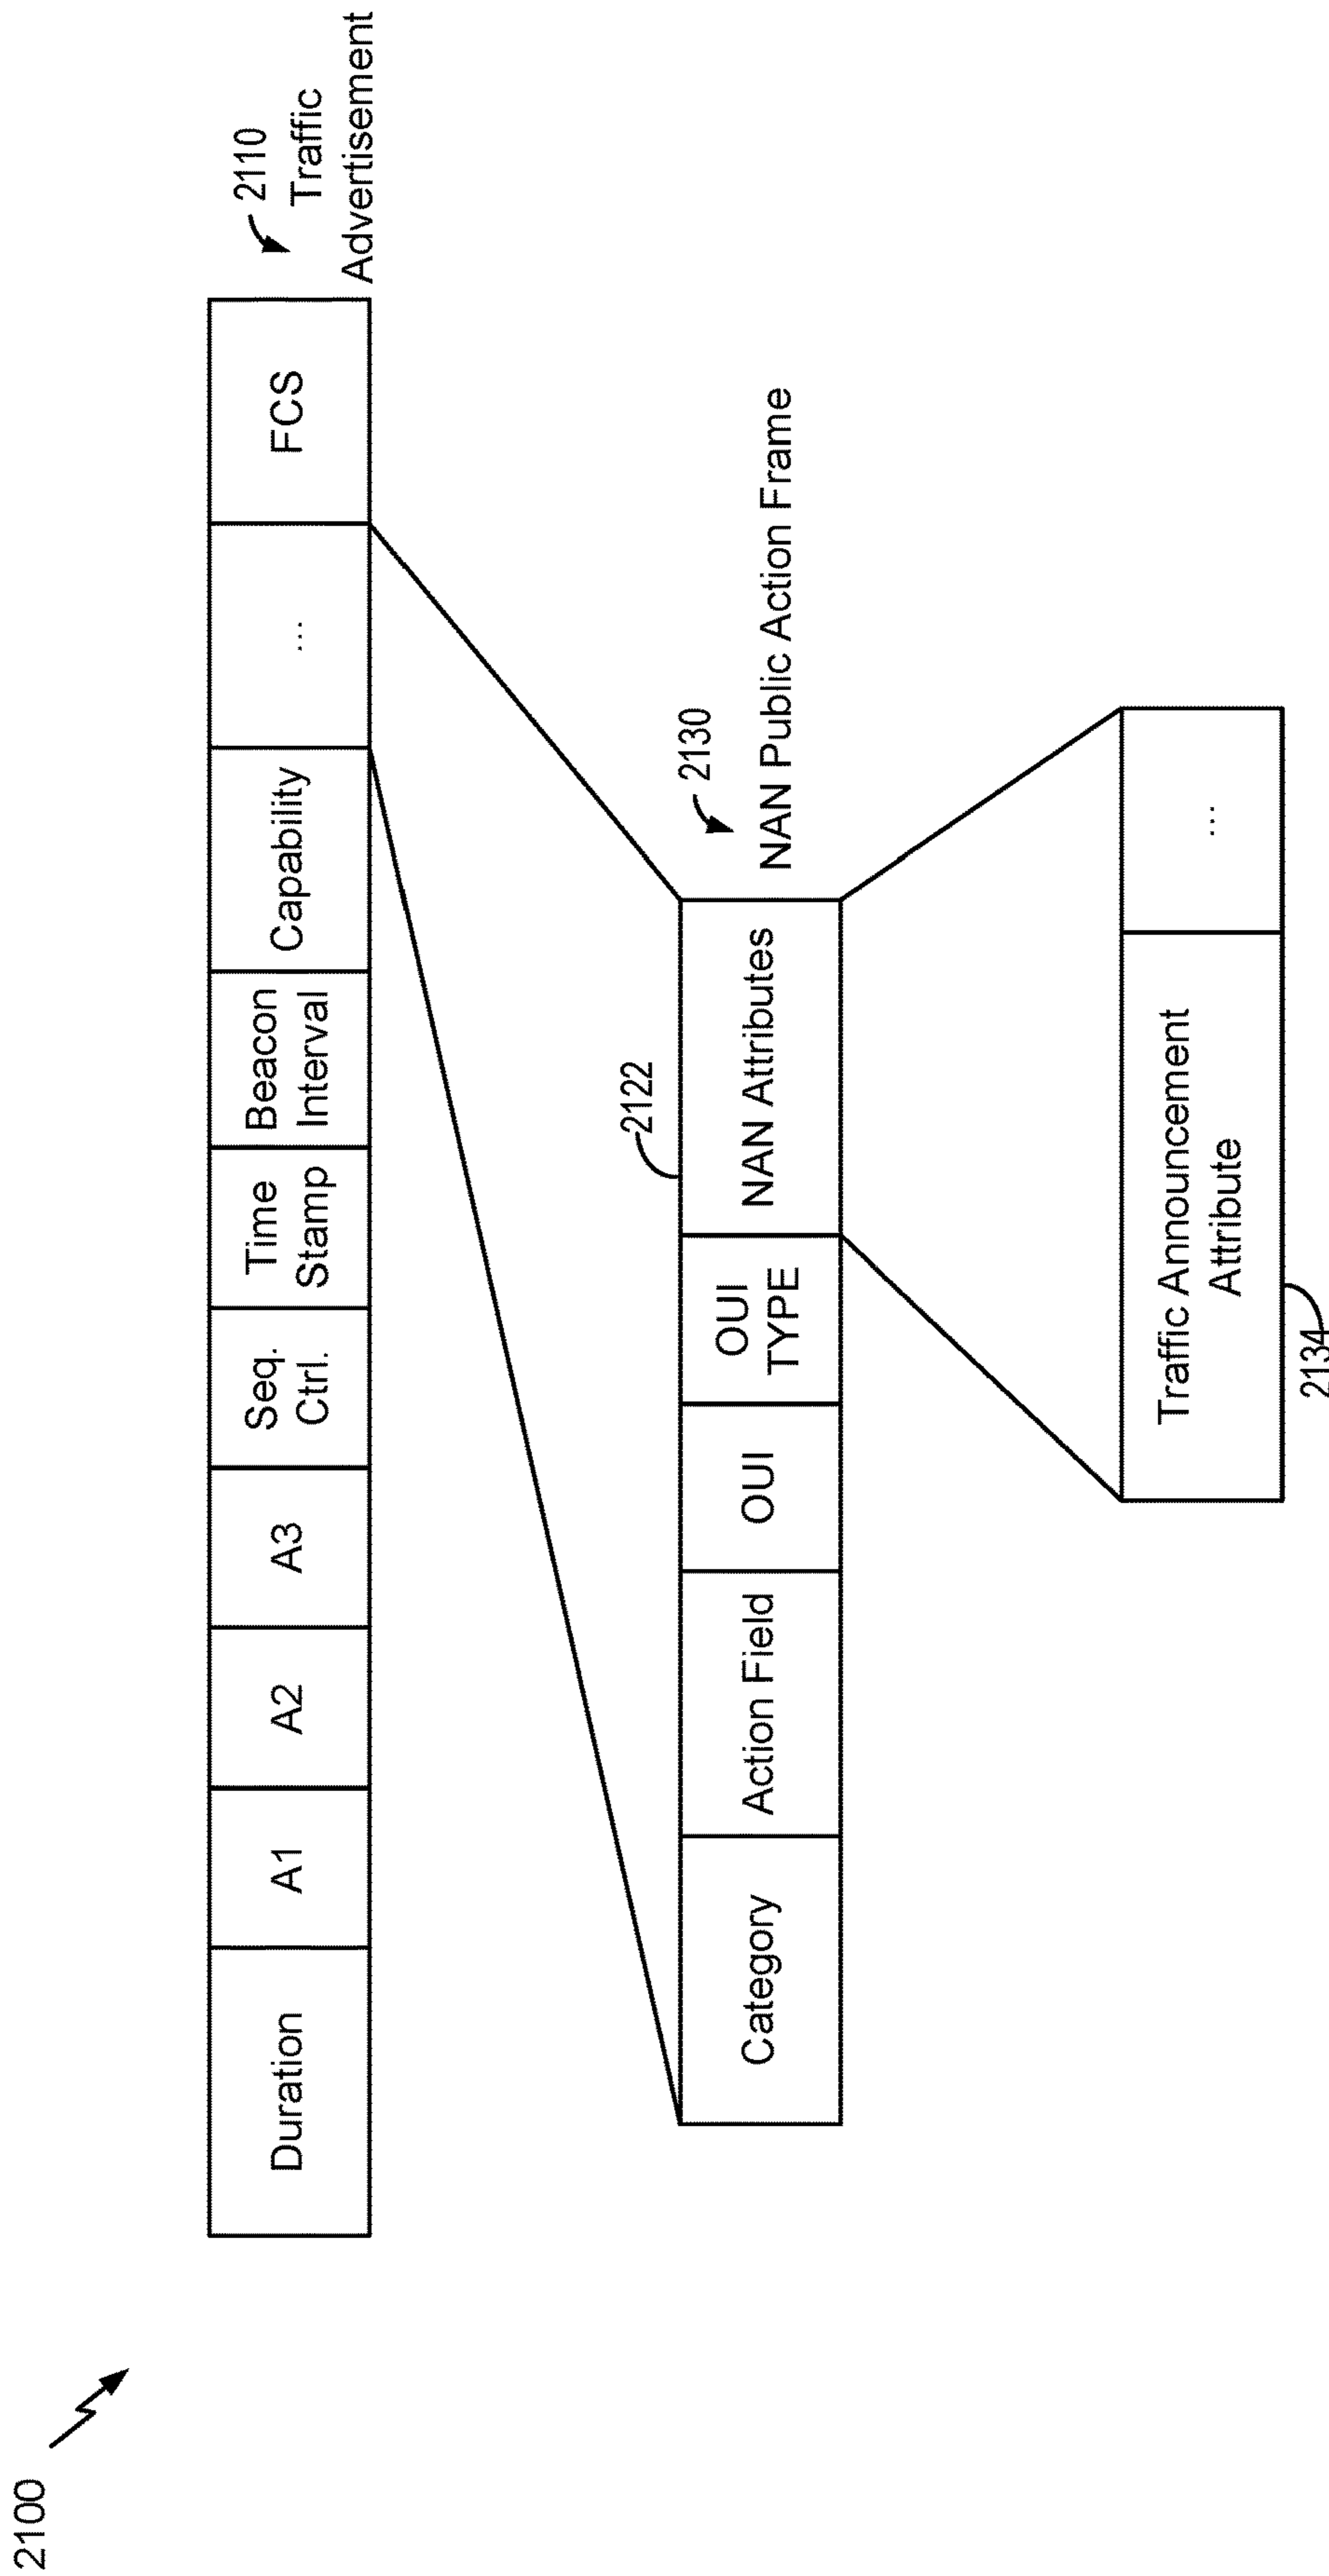 2100
2110
Traffic
Advertisement
Duration
A1
A2
A3
Seq.
Ctrl.
Time
Stamp
Beacon
Interval
Capability
...
FCS
2122
2130
NAN Public Action Frame
Category
Action Field
OUI
OUI
TYPE
NAN Attributes
Traffic Announcement
Attribute
...
2134